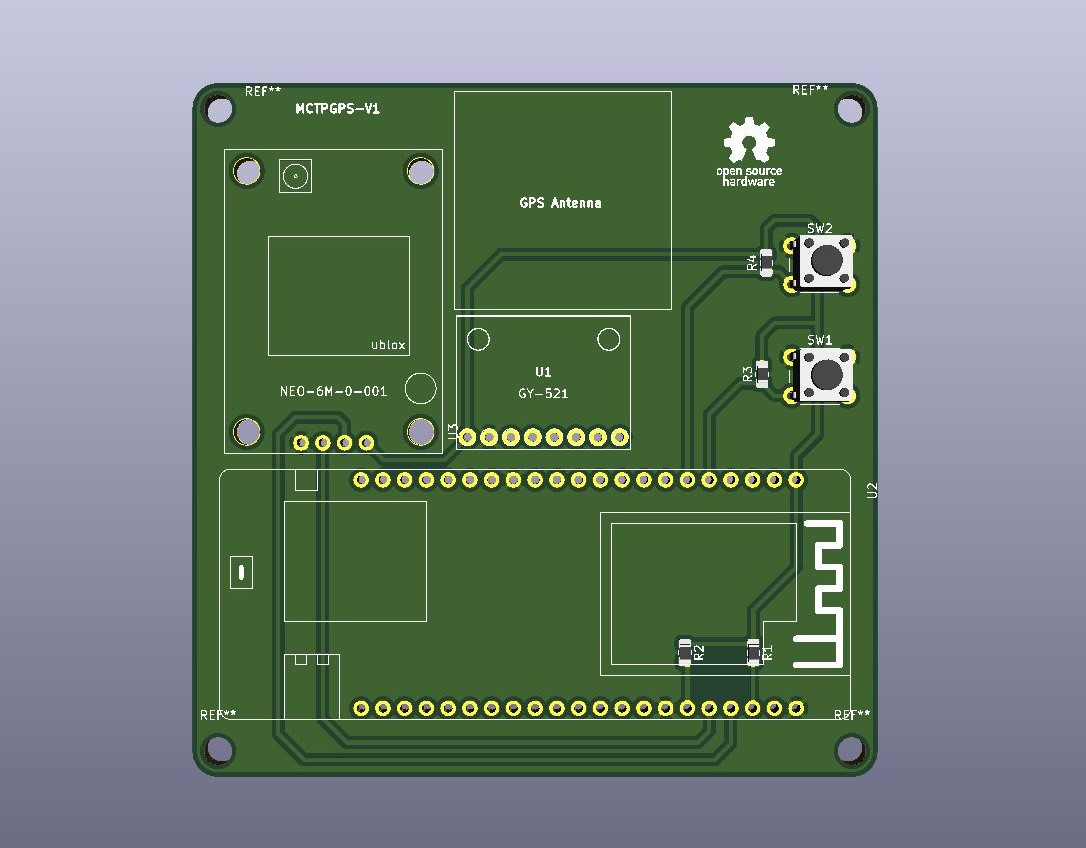 REF**
REF**
MCTPGPS-V1
open source
hardware
GPS Antenna
SW2
R4
ublox
SW1
U1
R3
NEO-6M-0-001
GY-521
U3
U2
R2
R1
REF**
REF**